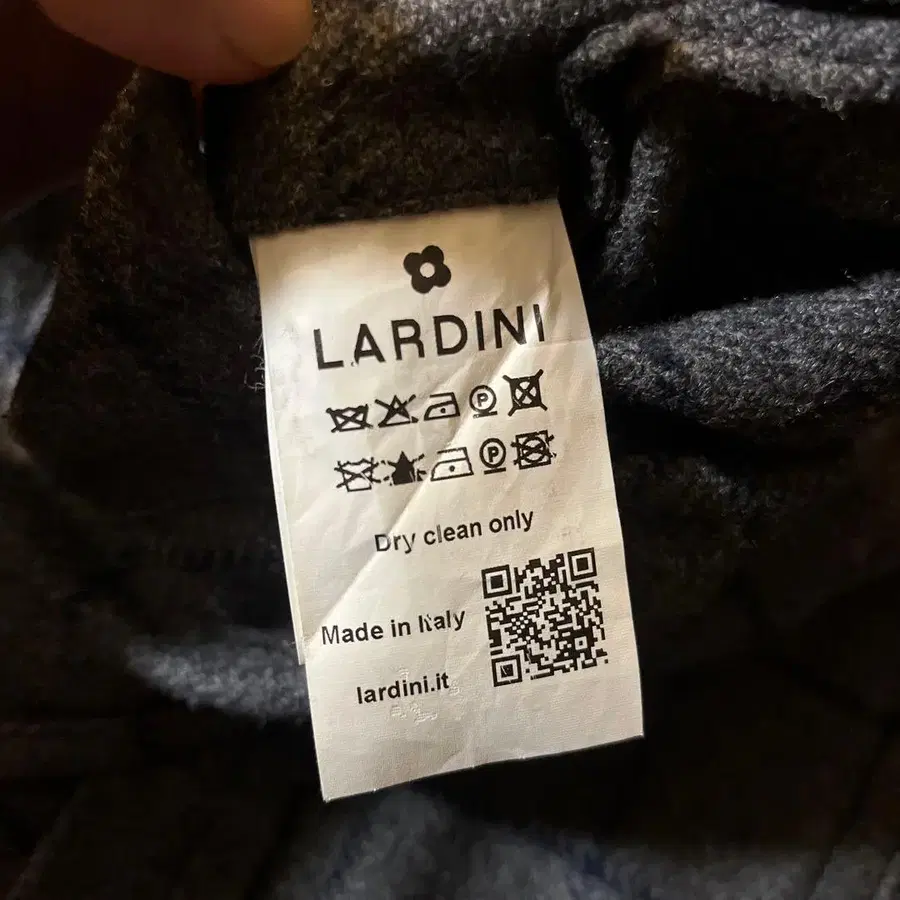 LARDINI
P
P
Dry clean only
Made in Italy
lardini.it